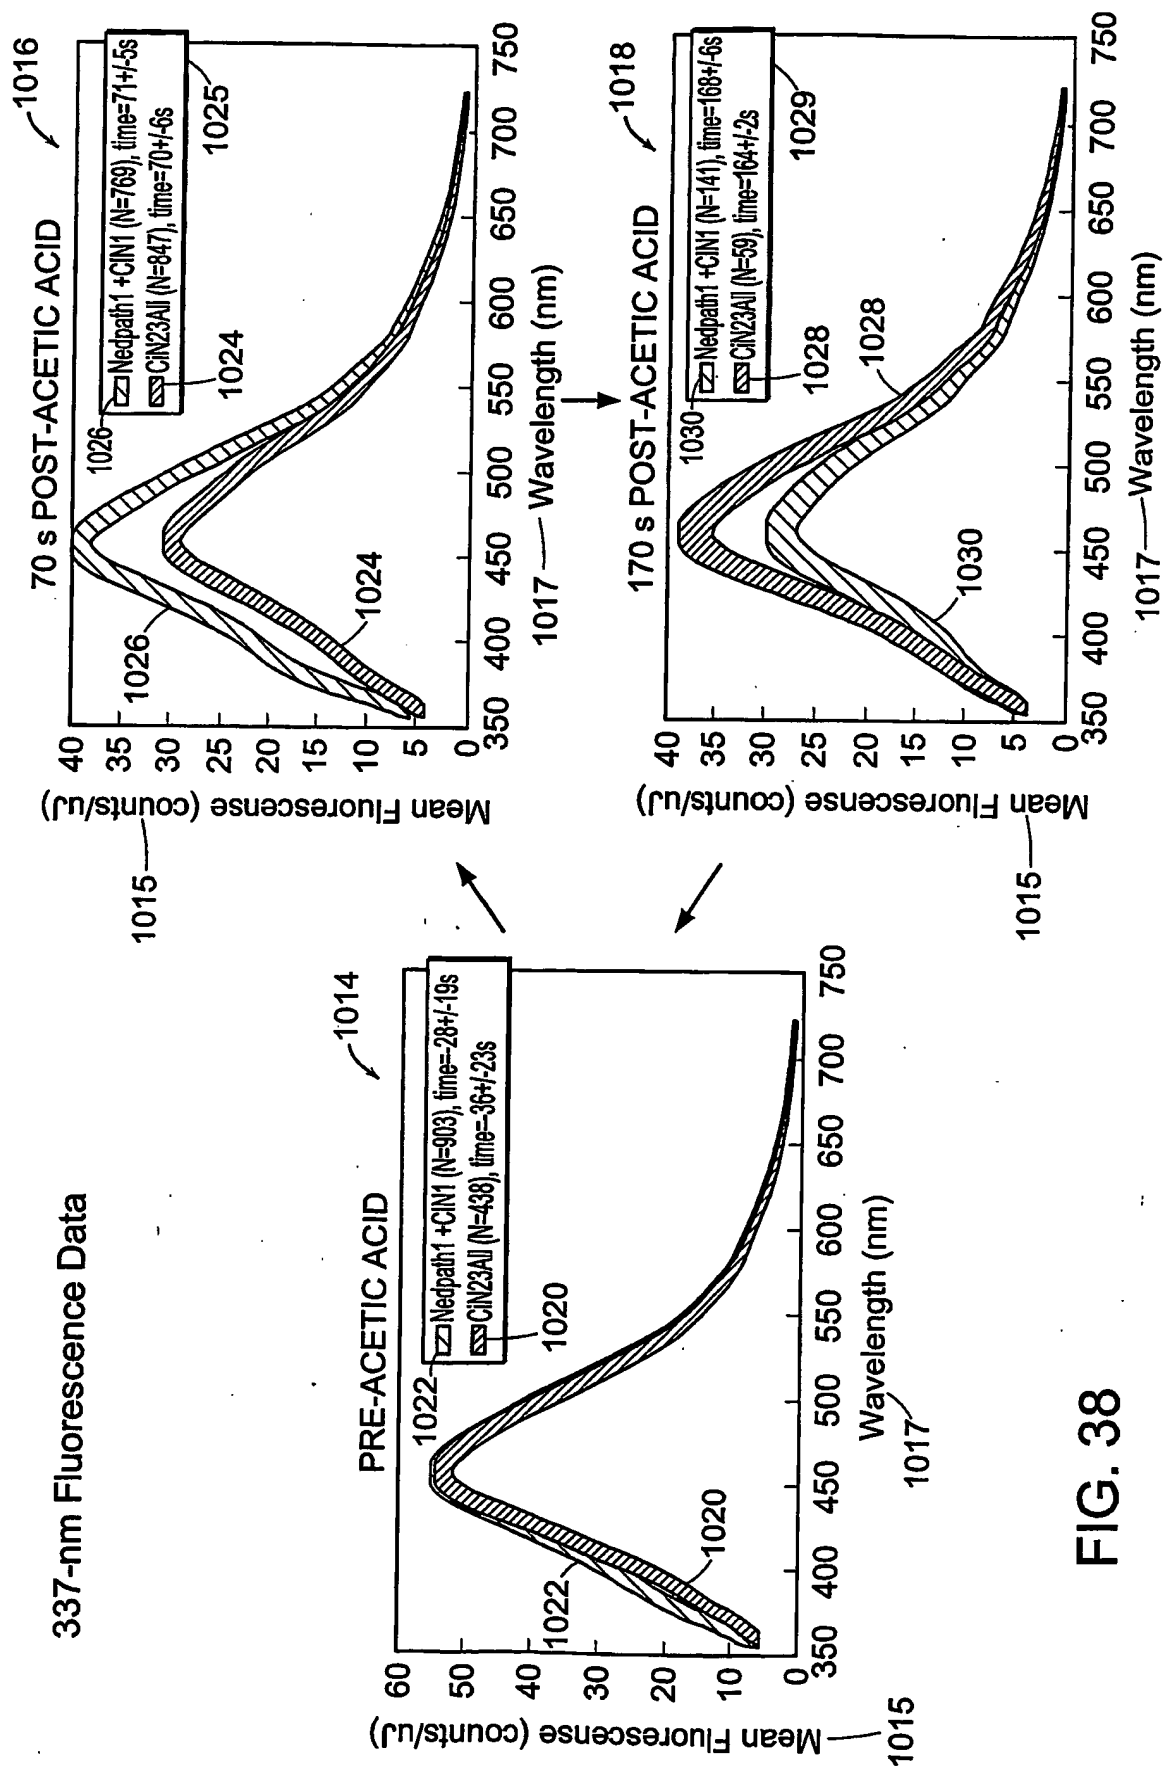 337-nm Fluorescence Data
PRE-ACETIC ACID
1014
1022
Nedpath1 +CIN1 (N=903), time=-28+/-19s
CiN23All (N=438), time=-36+/-23s
1020
60
50
40
30
20
10
0
Mean Fluorescense (counts/uJ)
1015
1022
1020
350 400 450 500 550 600 650 700 750
Wavelength (nm)
1017
70 s POST-ACETIC ACID
1016
1026
Nedpath1 +CIN1 (N=769), time=71+/-5s
CiN23All (N=847), time=70+/-6s
1024
1025
40
35
30
25
20
15
10
5
0
Mean Fluorescense (counts/uJ)
1015
1026
1024
350 400 450 500 550 600 650 700 750
1017 Wavelength (nm)
170 s POST-ACETIC ACID
1018
1030
Nedpath1 +CIN1 (N=141), time=168+/-6s
CiN23All (N=59), time=164+/-2s
1028
1029
1028
40
35
30
25
20
15
10
5
0
Mean Fluorescense (counts/uJ)
1015
1030
350 400 450 500 550 600 650 700 750
1017 Wavelength (nm)
FIG. 38